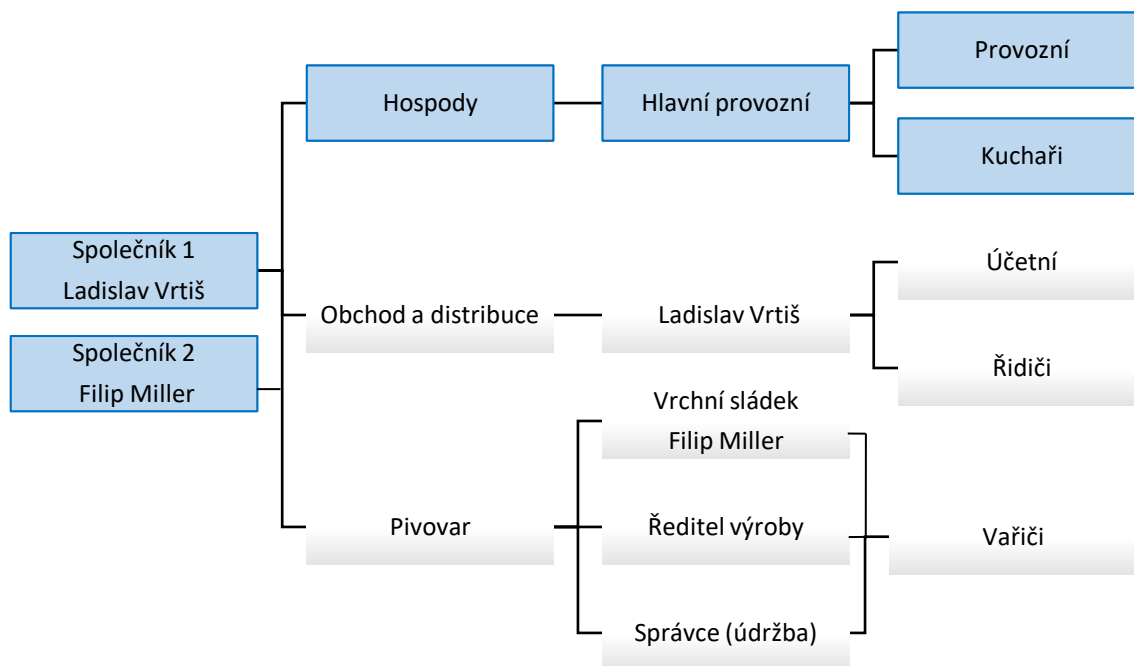 Provozní
Hospody
Hlavní provozní
Kuchaři
Společník 1
Ladislav Vrtiš
Účetní
Obchod a distribuce
Ladislav Vrtiš
Společník 2
Filip Miller
Řidiči
Vrchní sládek
Filip Miller
Pivovar
Ředitel výroby
Vařiči
Správce (údržba)